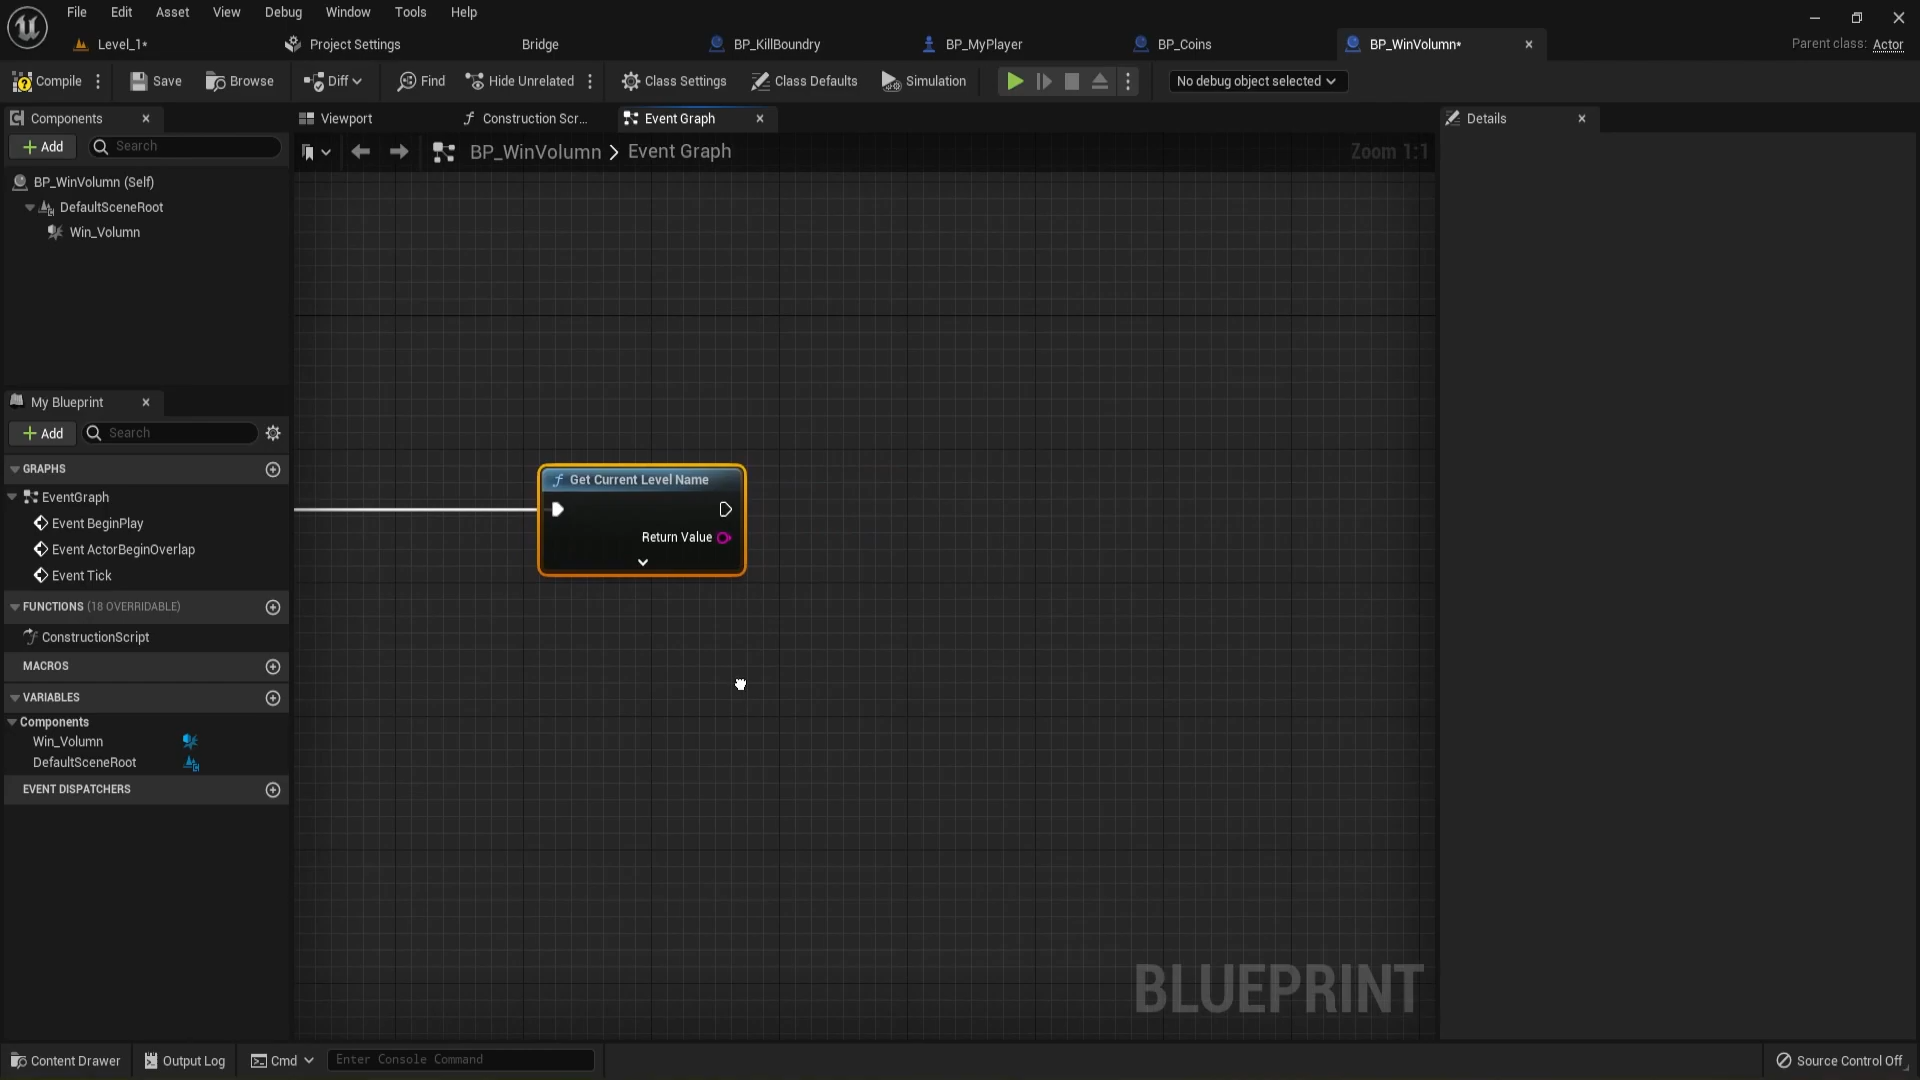 File Edit Asset View Debug Window Tools Help
Level_1* Project Settings Bridge BP_KillBoundry BP_MyPlayer BP_Coins BP_WinVolumn* Parent class: Actor
Compile Save Browse Diff Find Hide Unrelated Class Settings Class Defaults Simulation No debug object selected
Components Viewport Construction Scr... Event Graph Details
+ Add Search
BP_WinVolumn > Event Graph Zoom 1:1
BP_WinVolumn (Self)
DefaultSceneRoot
Win_Volumn
My Blueprint
+ Add Search
GRAPHS
EventGraph
Event BeginPlay
Event ActorBeginOverlap
Event Tick
FUNCTIONS (18 OVERRIDABLE)
ConstructionScript
MACROS
VARIABLES
Components
Win_Volumn
DefaultSceneRoot
EVENT DISPATCHERS
f Get Current Level Name
Return Value
BLUEPRINT
Content Drawer Output Log Cmd Enter Console Command Source Control Off